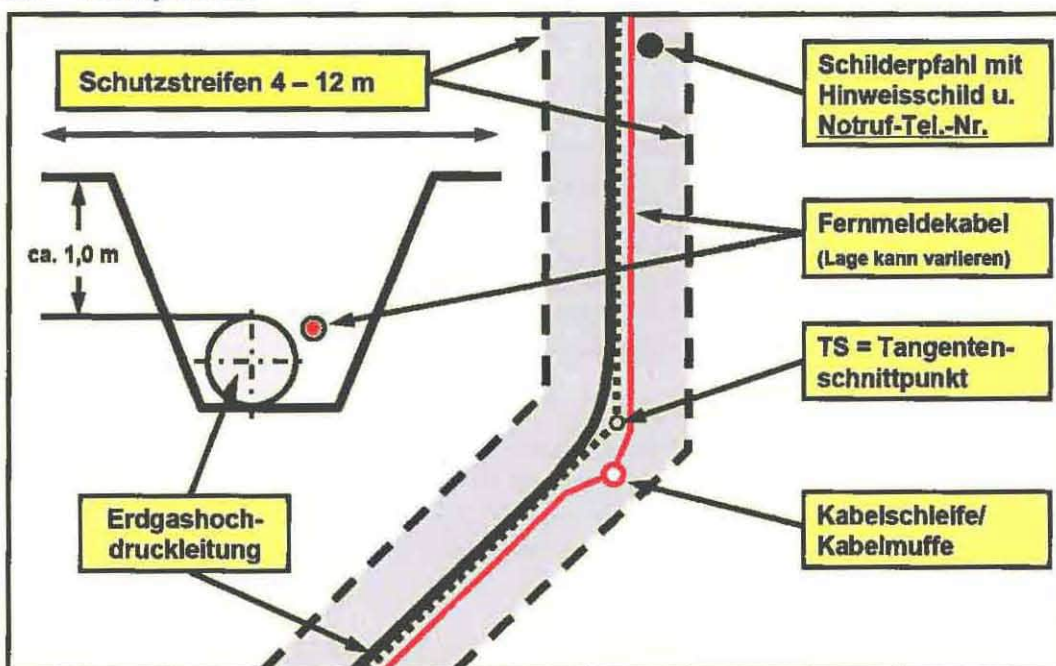 Schutzstreifen 4 – 12 m
Schilderpfahl mit
Hinweisschild u.
Notruf-Tel.-Nr.
ca. 1,0 m
Fernmeldekabel
(Lage kann variieren)
TS = Tangenten-
schnittpunkt
Erdgashoch-
druckleitung
Kabelschleife/
Kabelmuffe